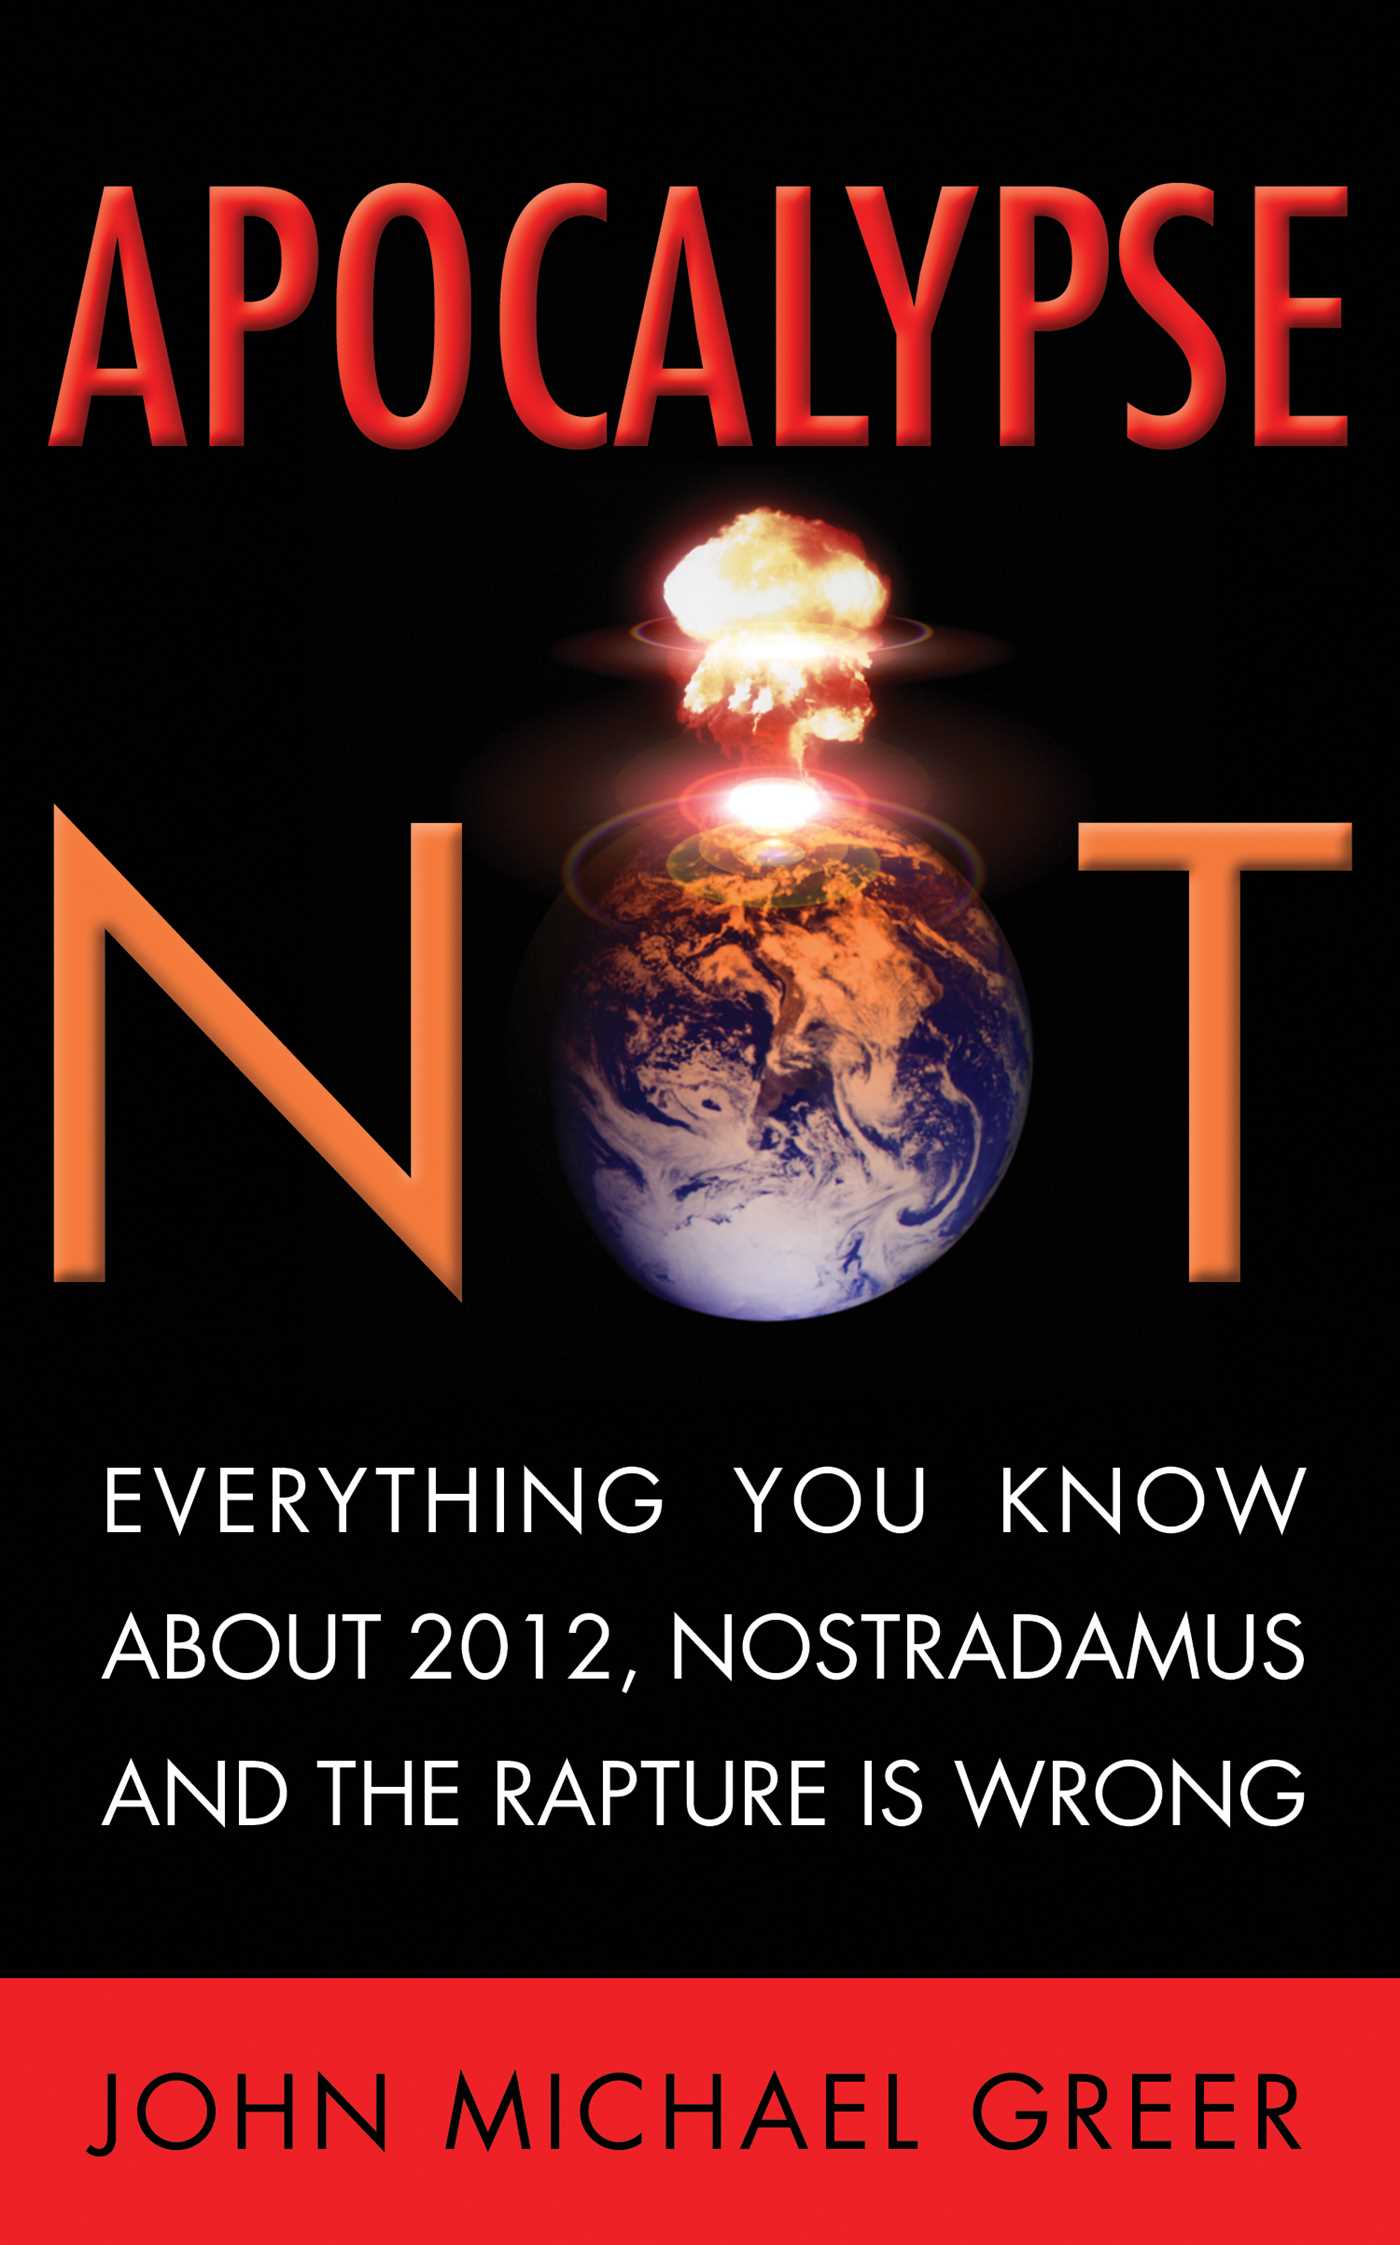 APOCALYPSE
NOT
EVERYTHING YOU KNOW
ABOUT 2012, NOSTRADAMUS
AND THE RAPTURE IS WRONG
JOHN MICHAEL GREER